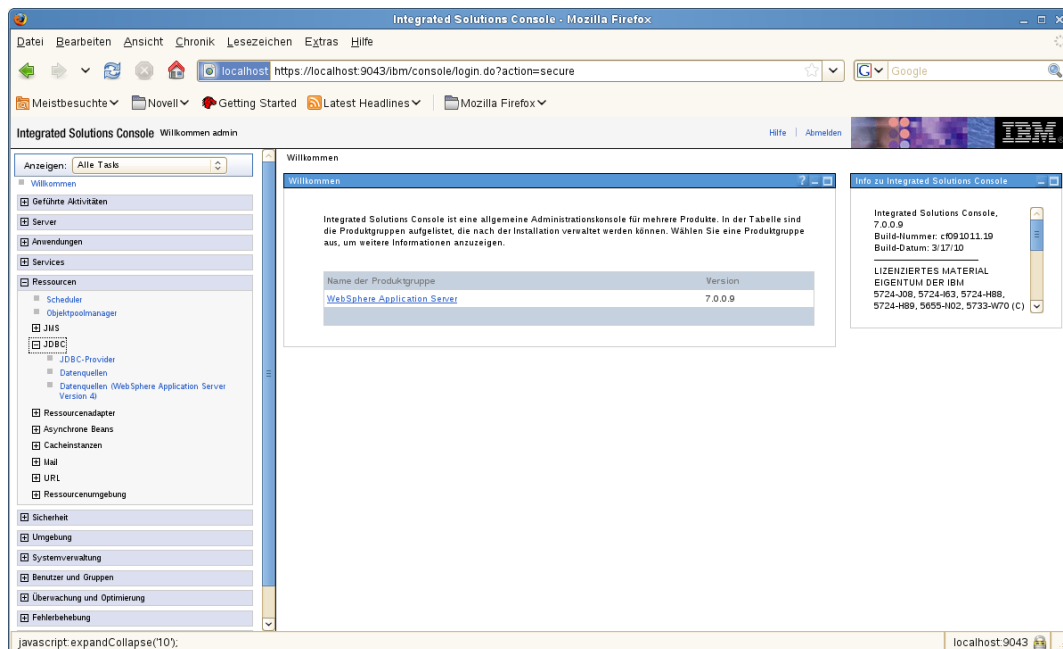 Integrated Solutions Console - Mozilla Firefox
Datei Bearbeiten Ansicht Chronik Lesezeichen Extras Hilfe
localhost https://localhost:9043/ibm/console/login.do?action=secure
G Google
Meistbesuchte Novell Getting Started Latest Headlines Mozilla Firefox
Integrated Solutions Console Willkommen admin
Hilfe | Abmelden
IBM
Anzeigen: Alle Tasks
Willkommen
Geführte Aktivitäten
Server
Anwendungen
Services
Ressourcen
Scheduler
Objektpoolmanager
JMS
JDBC
JDBC-Provider
Datenquellen
Datenquellen (WebSphere Application Server
Version 4)
Ressourcenadapter
Asynchrone Beans
Cacheinstanzen
Mail
URL
Ressourcenumgebung
Sicherheit
Umgebung
Systemverwaltung
Benutzer und Gruppen
Überwachung und Optimierung
Fehlerbehebung
Willkommen
Willkommen ?
Integrated Solutions Console ist eine allgemeine Administrationskonsole für mehrere Produkte. In der Tabelle sind
die Produktgruppen aufgelistet, die nach der Installation verwaltet werden können. Wählen Sie eine Produktgruppe
aus, um weitere Informationen anzuzeigen.
Name der Produktgruppe Version
WebSphere Application Server 7.0.0.9
Info zu Integrated Solutions Console
Integrated Solutions Console,
7.0.0.9
Build-Nummer: cf091011.19
Build-Datum: 3/17/10
LIZENZIERTES MATERIAL
EIGENTUM DER IBM
5724-J08, 5724-I63, 5724-H88,
5724-H89, 5655-N02, 5733-W70 (C)
javascript:expandCollapse('10');
localhost:9043